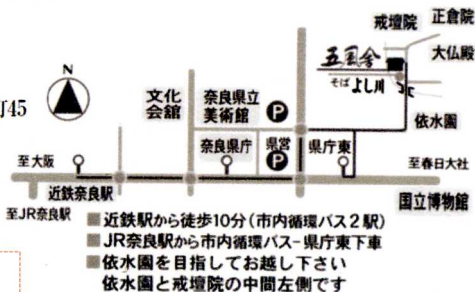 戒壇院
正倉院
五風舎
大仏殿
そば よし川
N
文化
会舘
奈良県立
美術館
P
町45
依水園
奈良県庁
県営
P
県庁東
至大阪
至春日大社
近鉄奈良駅
国立博物館
至JR奈良駅
近鉄駅から徒歩10分(市内循環バス2駅)
JR奈良駅から市内循環バス-県庁東下車
依水園を目指してお越し下さい
依水園と戒壇院の中間左側です